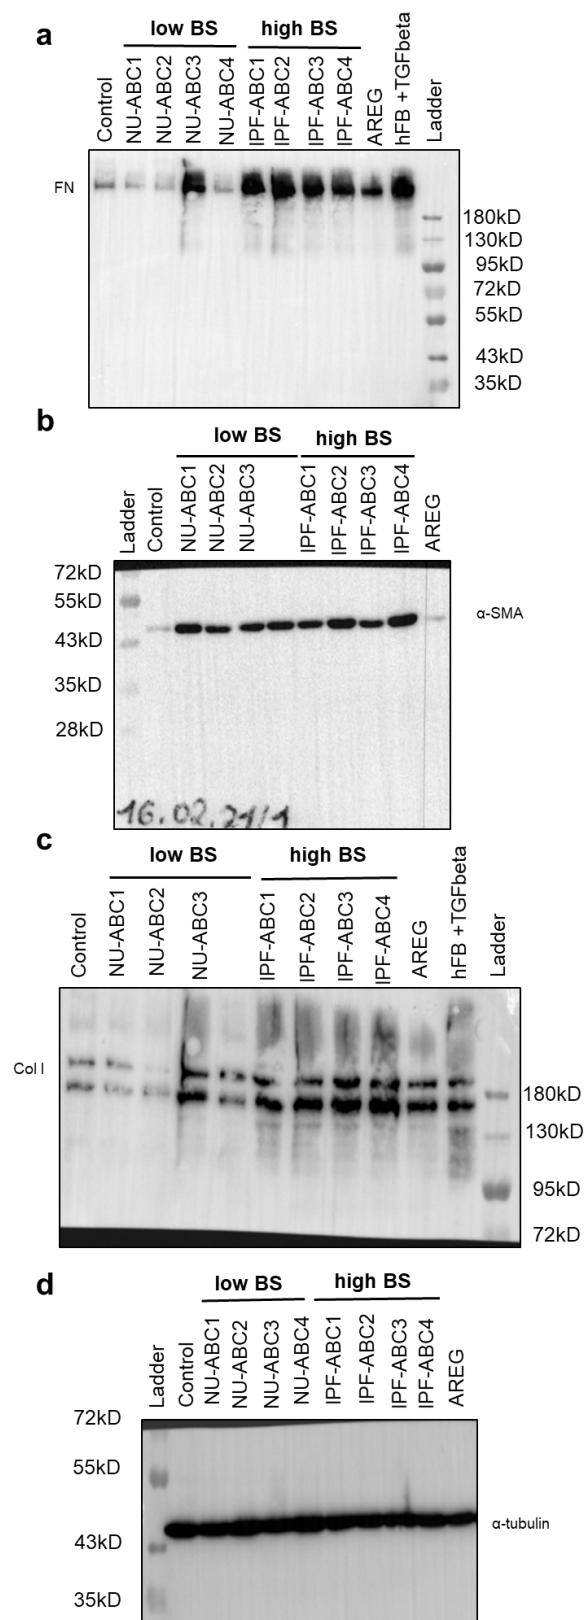 a
low BS
high BS
Control
NU-ABC1
NU-ABC2
NU-ABC3
NU-ABC4
IPF-ABC1
IPF-ABC2
IPF-ABC3
IPF-ABC4
AREG
hFB +TGFbeta
Ladder
FN
180kD
130kD
95kD
72kD
55kD
43kD
35kD
b
low BS
high BS
Ladder
Control
NU-ABC1
NU-ABC2
NU-ABC3
IPF-ABC1
IPF-ABC2
IPF-ABC3
IPF-ABC4
AREG
72kD
55kD
43kD
35kD
28kD
α-SMA
16.02.21/1
c
low BS
high BS
Control
NU-ABC1
NU-ABC2
NU-ABC3
IPF-ABC1
IPF-ABC2
IPF-ABC3
IPF-ABC4
AREG
hFB +TGFbeta
Ladder
Col I
180kD
130kD
95kD
72kD
d
low BS
high BS
Ladder
Control
NU-ABC1
NU-ABC2
NU-ABC3
NU-ABC4
IPF-ABC1
IPF-ABC2
IPF-ABC3
IPF-ABC4
AREG
72kD
55kD
43kD
35kD
α-tubulin